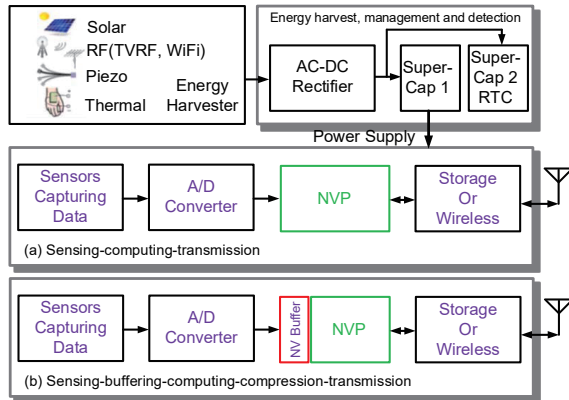 Solar
RF(TVRF, WiFi)
Piezo
Thermal
Energy
Harvester
Energy harvest, management and detection
AC-DC
Rectifier
Super-
Cap 1
Super-
Cap 2
RTC
Power Supply
Sensors
Capturing
Data
A/D
Converter
NVP
Storage
Or
Wireless
(a) Sensing-computing-transmission
Sensors
Capturing
Data
A/D
Converter
NV Buffer
NVP
Storage
Or
Wireless
(b) Sensing-buffering-computing-compression-transmission